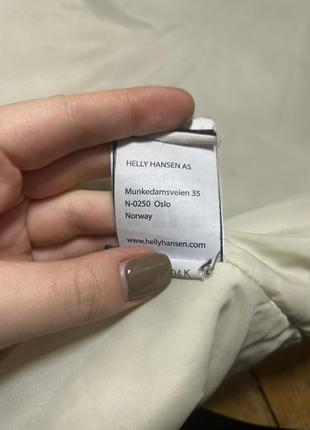 HELLY HANSEN AS
Munkedamsveien 35
N-0250 Oslo
Norway
www.hellyhansen.com